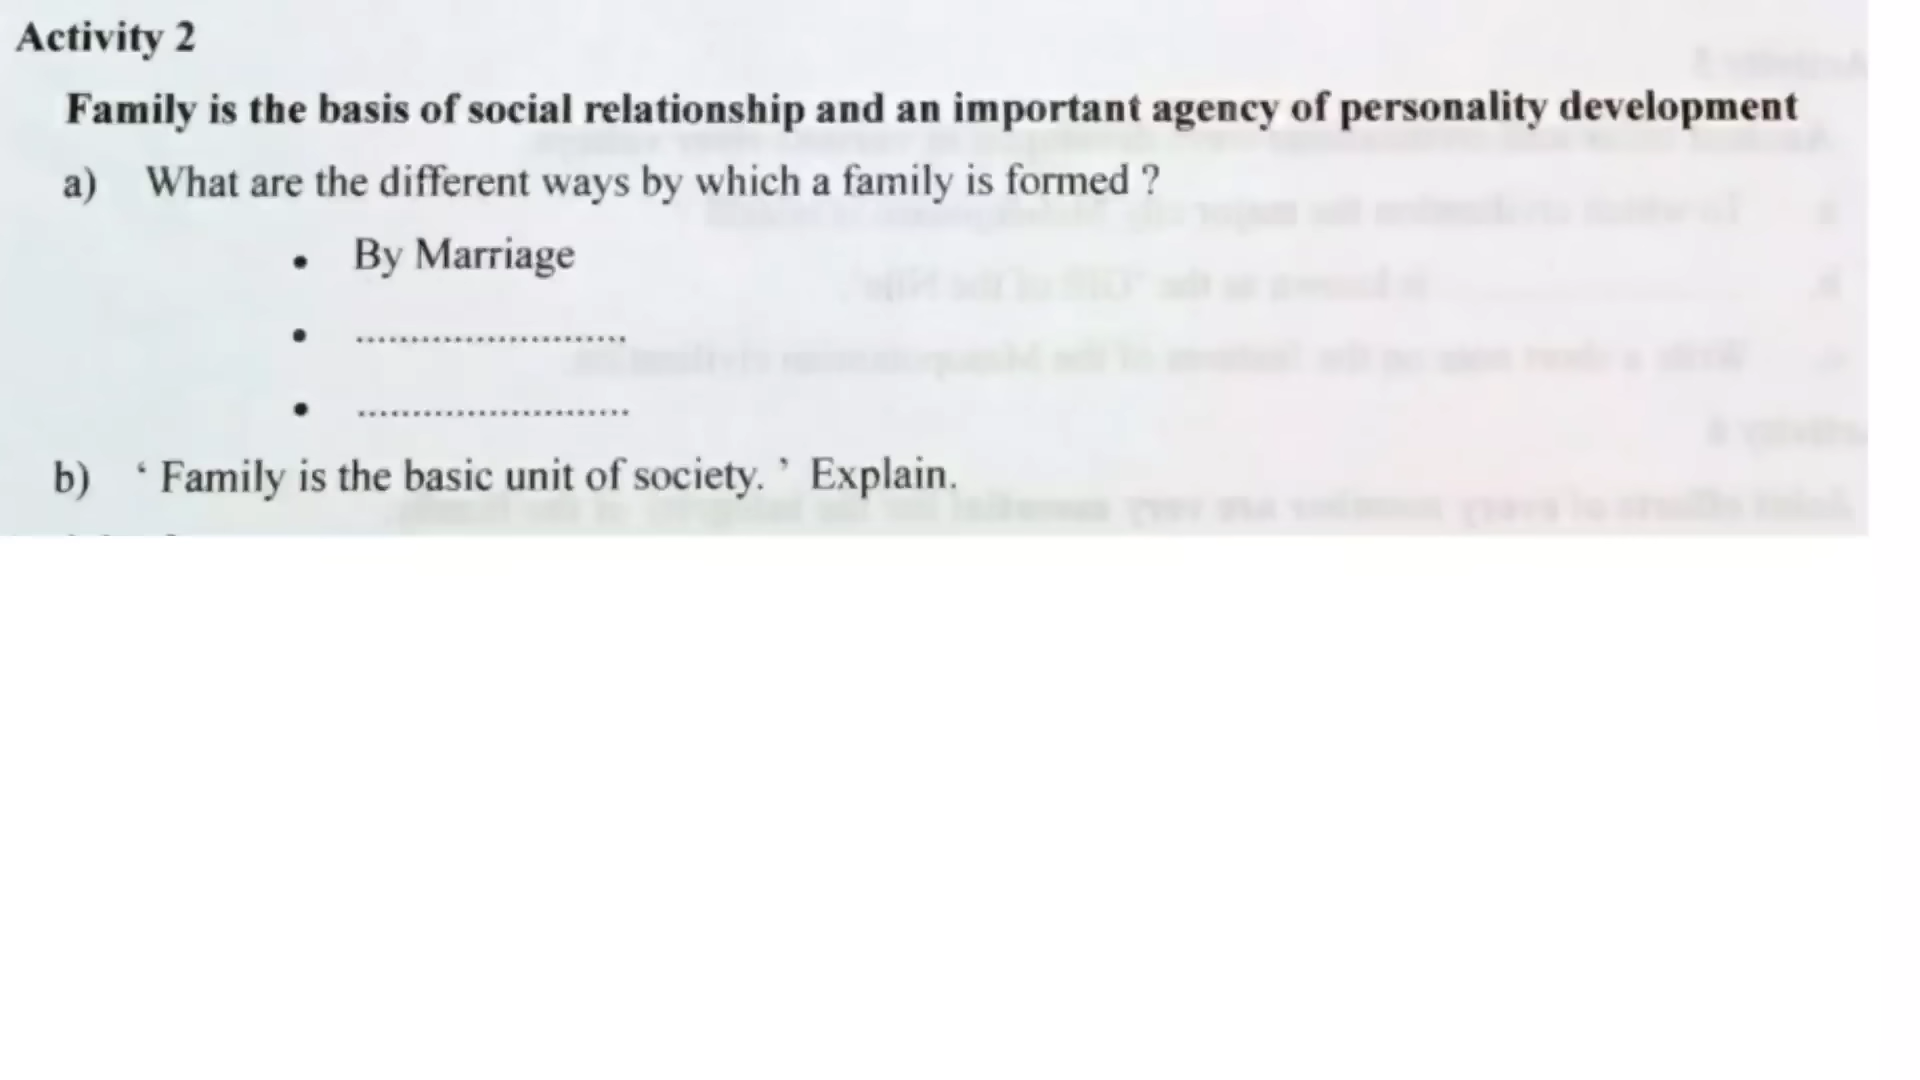 Activity 2
Family is the basis of social relationship and an important agency of personality development
a) What are the different ways by which a family is formed ?
• By Marriage
• .........................
• .........................
b) ‘ Family is the basic unit of society. ’ Explain.